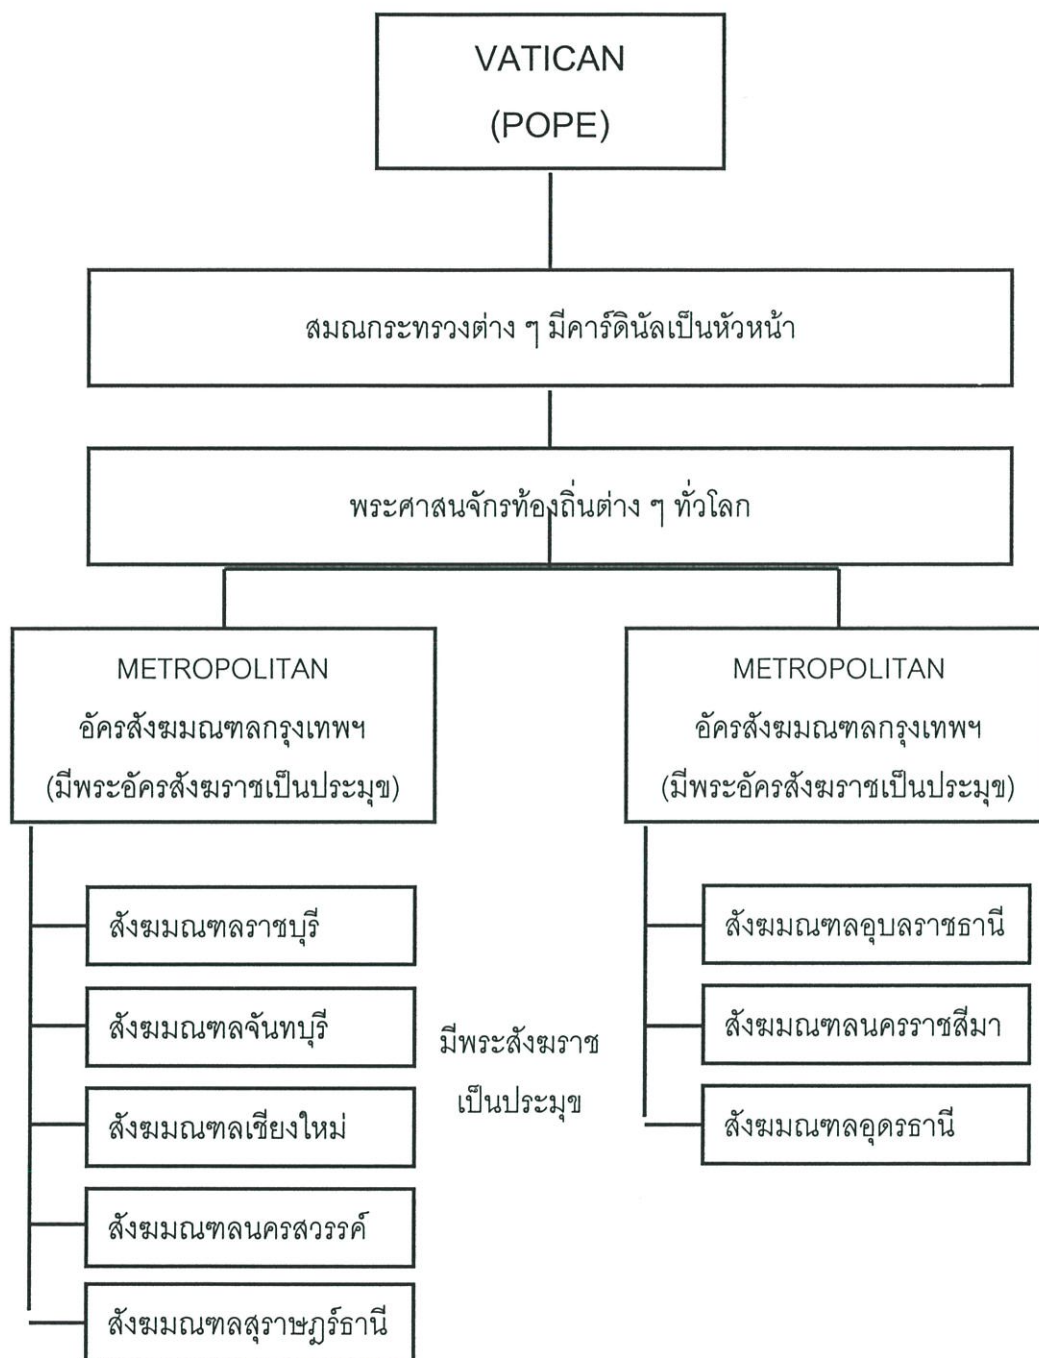 VATICAN
(POPE)
สมณกระทรวงต่าง ๆ มีคาร์ดินัลเป็นหัวหน้า
พระศาสนจักรท้องถิ่นต่าง ๆ ทั่วโลก
METROPOLITAN
อัครสังฆมณฑลกรุงเทพฯ
(มีพระอัครสังฆราชเป็นประมุข)
สังฆมณฑลราชบุรี
สังฆมณฑลจันทบุรี
สังฆมณฑลเชียงใหม่
สังฆมณฑลนครสวรรค์
สังฆมณฑลสุราษฎร์ธานี
มีพระสังฆราช
เป็นประมุข
METROPOLITAN
อัครสังฆมณฑลกรุงเทพฯ
(มีพระอัครสังฆราชเป็นประมุข)
สังฆมณฑลอุบลราชธานี
สังฆมณฑลนครราชสีมา
สังฆมณฑลอุดรธานี